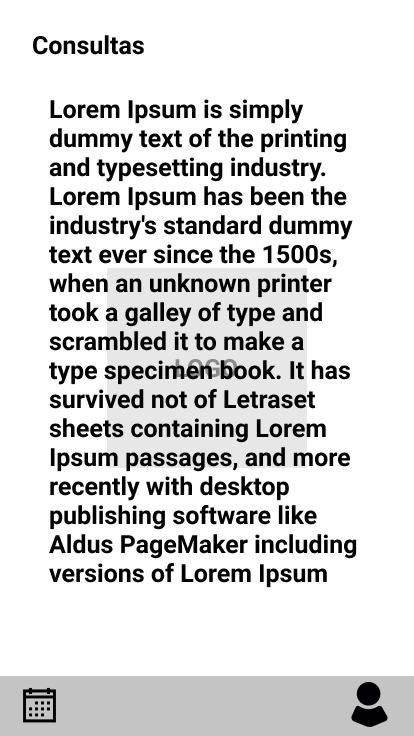 Consultas
Lorem Ipsum is simply
dummy text of the printing
and typesetting industry.
Lorem Ipsum has been the
industry's standard dummy
text ever since the 1500s,
when an unknown printer
took a galley of type and
scrambled it to make a
type specimen book. It has
LOGO
survived not of Letraset
sheets containing Lorem
Ipsum passages, and more
recently with desktop
publishing software like
Aldus PageMaker including
versions of Lorem Ipsum